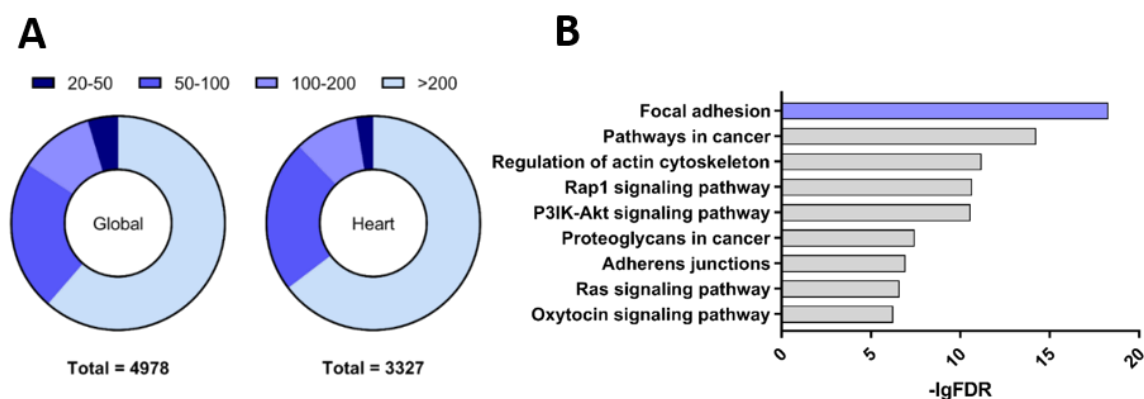 A
20-50 50-100 100-200 >200
Global
Heart
Total = 4978
Total = 3327
B
Focal adhesion
Pathways in cancer
Regulation of actin cytoskeleton
Rap1 signaling pathway
P3IK-Akt signaling pathway
Proteoglycans in cancer
Adherens junctions
Ras signaling pathway
Oxytocin signaling pathway
0 5 10 15 20
-lgFDR